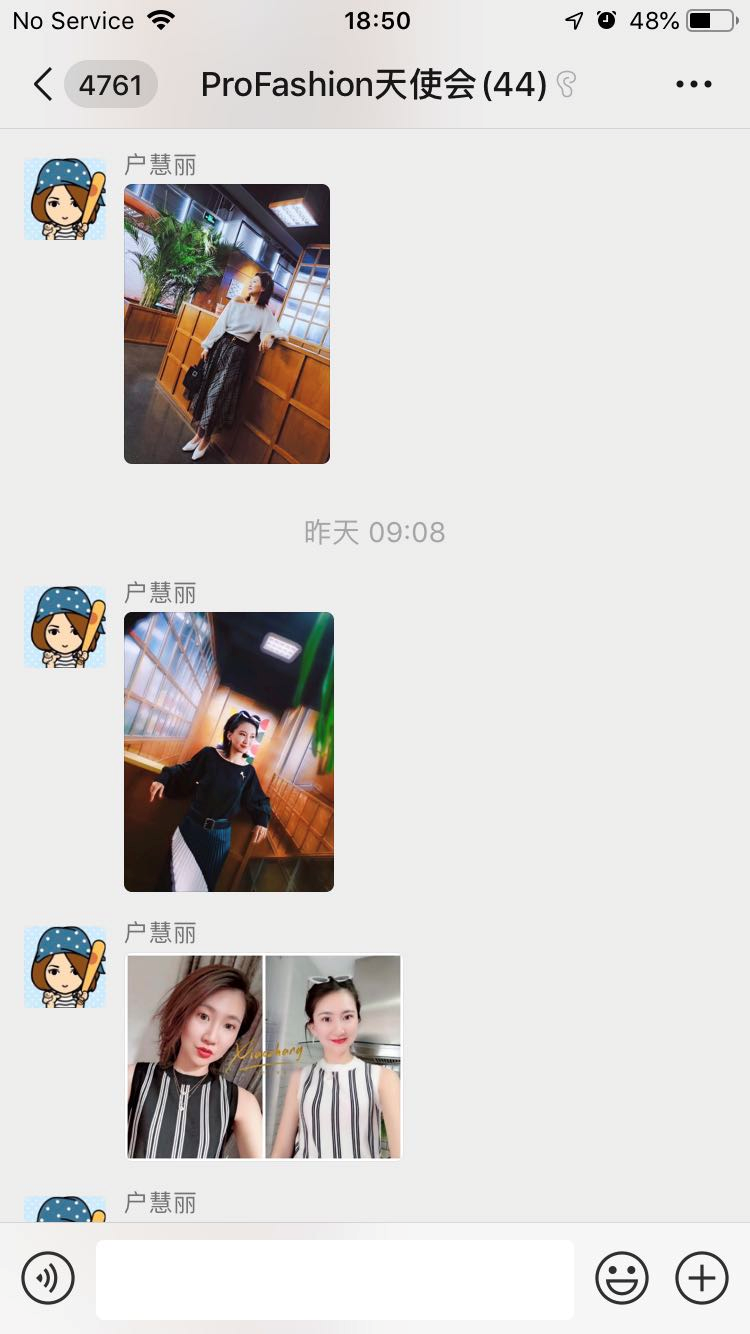 No Service
18:50
48%
4761
ProFashion天使会(44)
户慧丽
昨天 09:08
户慧丽
户慧丽
Xiaozhang
户慧丽